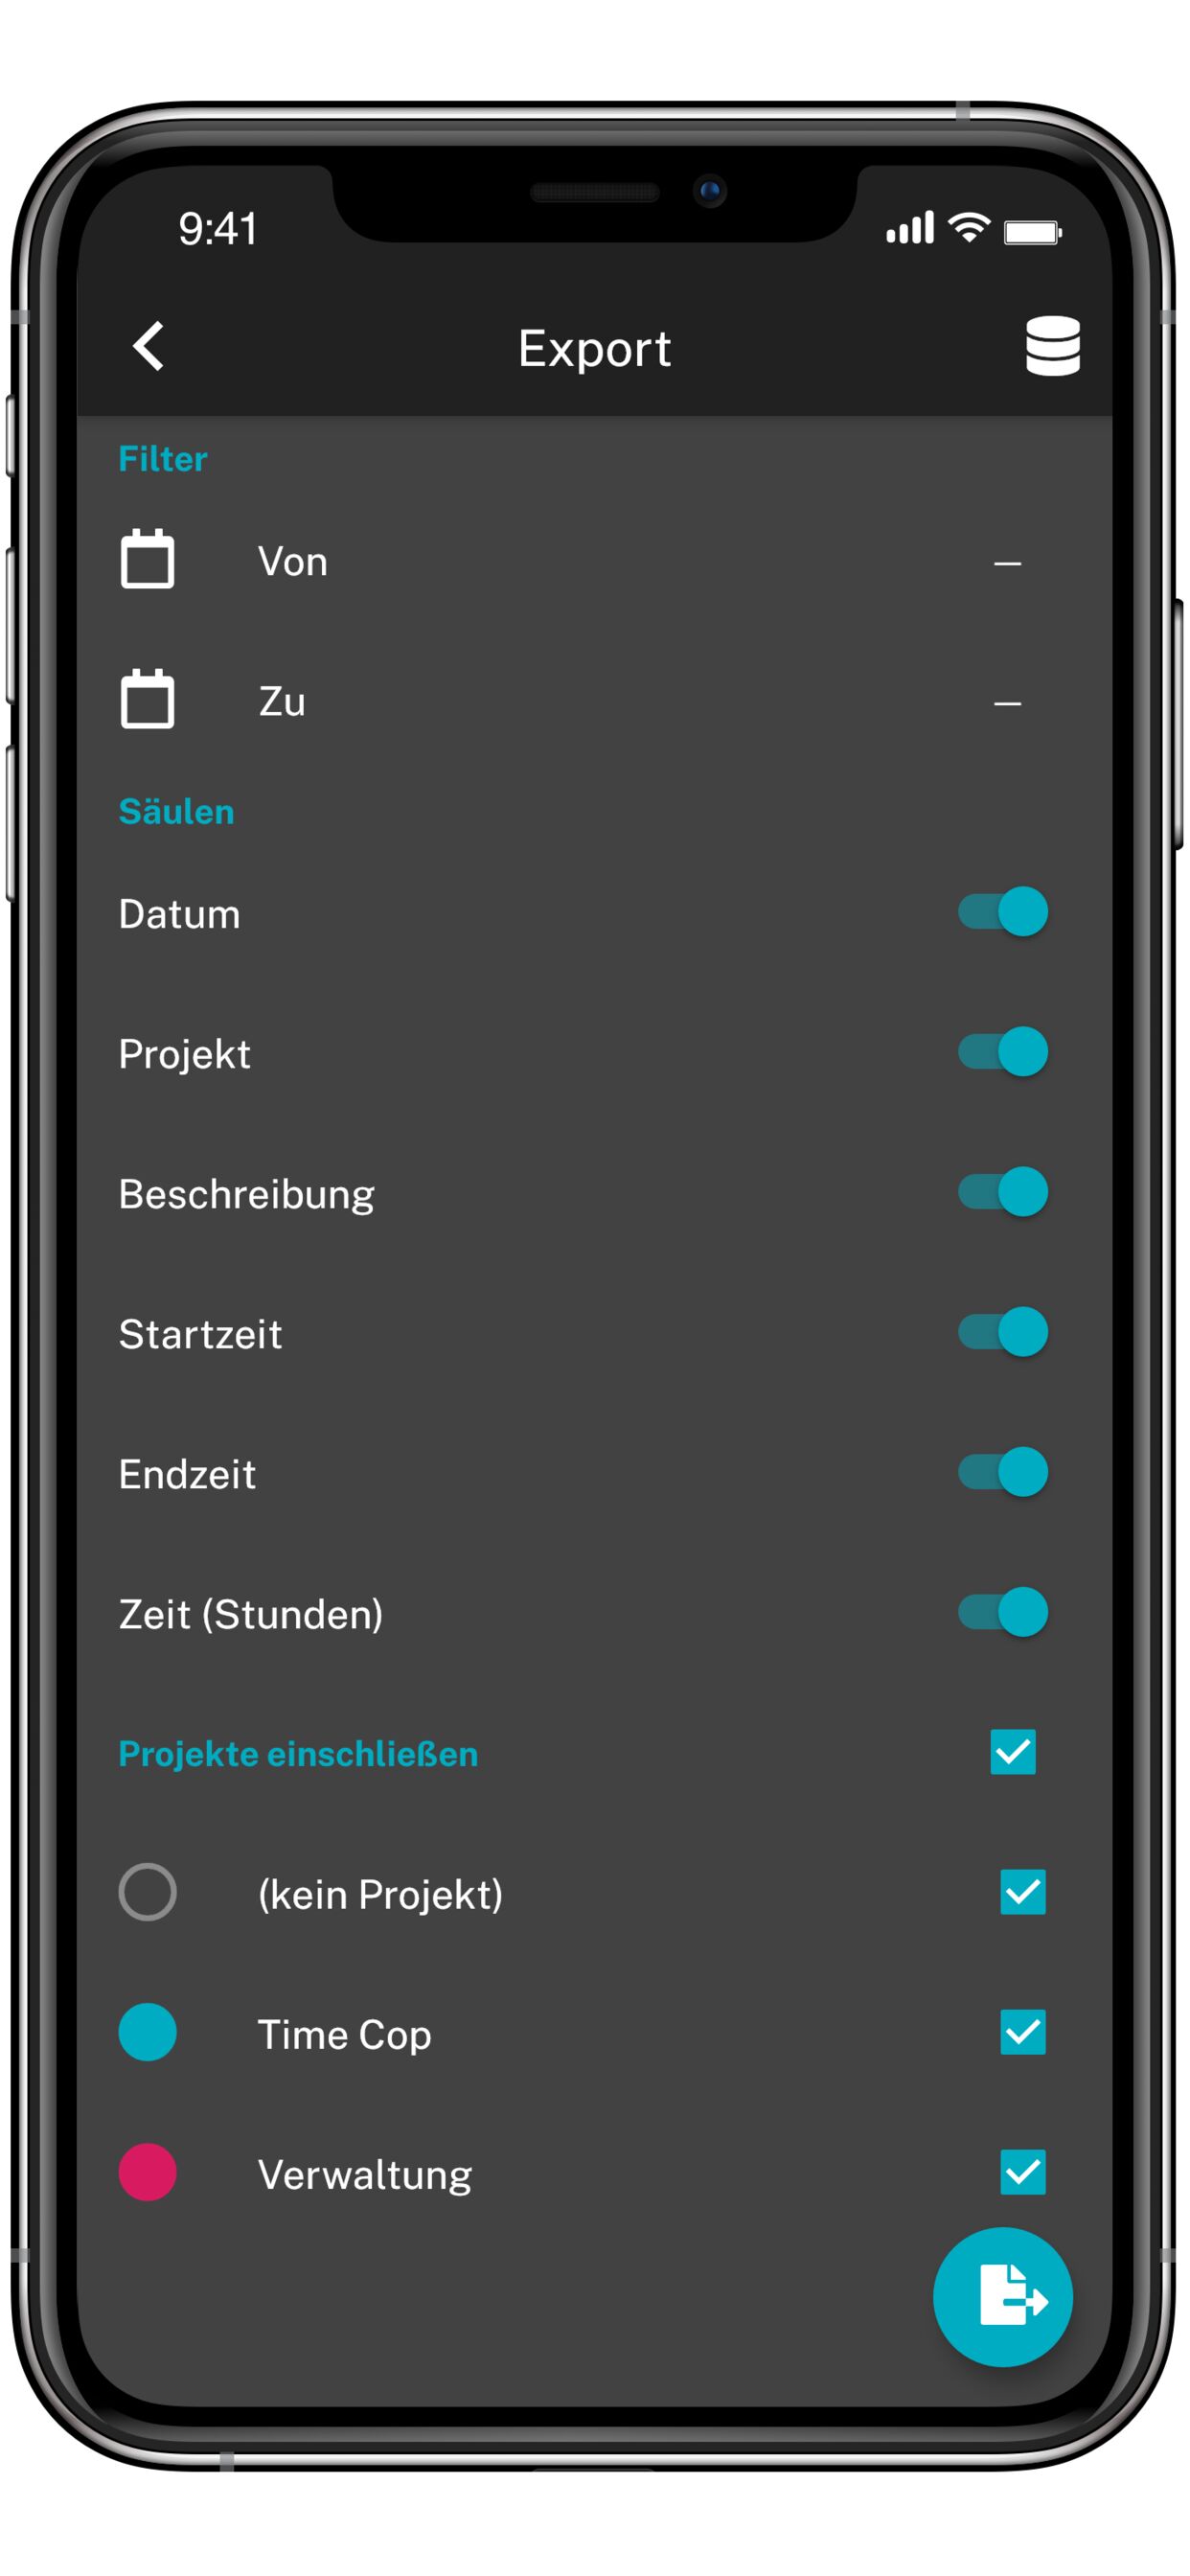 9:41
Export
Filter
Von –
Zu –
Säulen
Datum
Projekt
Beschreibung
Startzeit
Endzeit
Zeit (Stunden)
Projekte einschließen
(kein Projekt)
Time Cop
Verwaltung